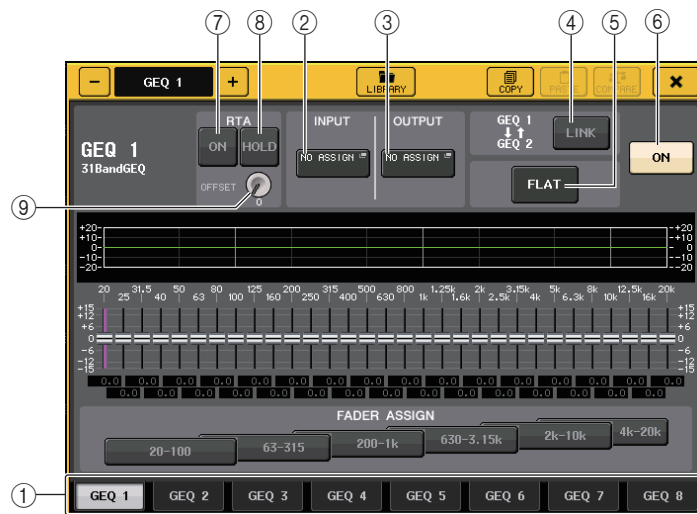 ⑦ ⑧ ② ③ ④ ⑤ ⑥
− GEQ 1 +
LIBRARY
COPY
PASTE
COMPARE
×
GEQ 1
31BandGEQ
RTA
ON HOLD
OFFSET
0
⑨
INPUT
NO ASSIGN
OUTPUT
NO ASSIGN
GEQ 1
↓↑
GEQ 2
LINK
FLAT
ON
+20 +20
+10 +10
0 0
-10 -10
-20 -20
20 31.5 50 80 125 200 315 500 800 1.25k 2k 3.15k 5k 8k 12.5k 20k
25 40 63 100 160 250 400 630 1k 1.6k 2.5k 4k 6.3k 10k 16k
+15 +15
+12 +12
+6 +6
0 0
-6 -6
-12 -12
-15 -15
0.0 0.0 0.0 0.0 0.0 0.0 0.0 0.0 0.0 0.0 0.0 0.0 0.0 0.0 0.0 0.0
0.0 0.0 0.0 0.0 0.0 0.0 0.0 0.0 0.0 0.0 0.0 0.0 0.0 0.0 0.0
FADER ASSIGN
20-100 63-315 200-1k 630-3.15k 2k-10k 4k-20k
① GEQ 1 GEQ 2 GEQ 3 GEQ 4 GEQ 5 GEQ 6 GEQ 7 GEQ 8